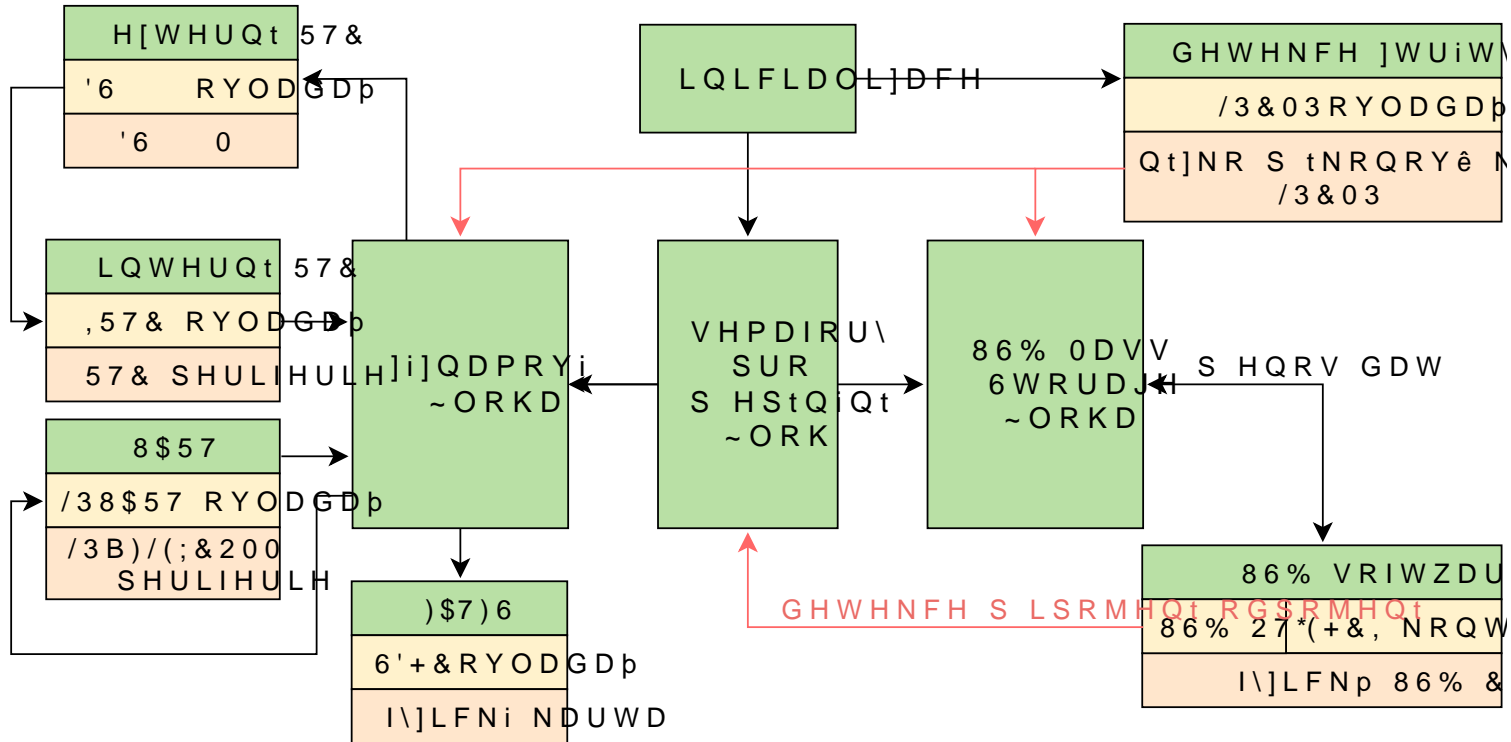 H[WHUQt 57&
'6 RYODGDþ
'6 0
LQLFLDOL]DFH
GHWHNFH ]WUiW\
/3&03RYODGDþ
Qt]NR S tNRQRYê N
/3&03
LQWHUQt 57&
,57& RYODGDþ
57& SHULIHULH
8$57
/38$57 RYODGDþ
/3B)/(;&200
SHULIHULH
]i]QDPRYi
~ORKD
VHPDIRU\
SUR
S HStQiQt
~ORK
86% 0DVV
6WRUDJH
~ORKD
S HQRV GDW
)$7)6
6'+&RYODGDþ
I\]LFNi NDUWD
GHWHNFH S LSRMHQt RGSRMHQt
86% VRIWZDU
86% 27*
(+&, NRQW
I\]LFNp 86% &